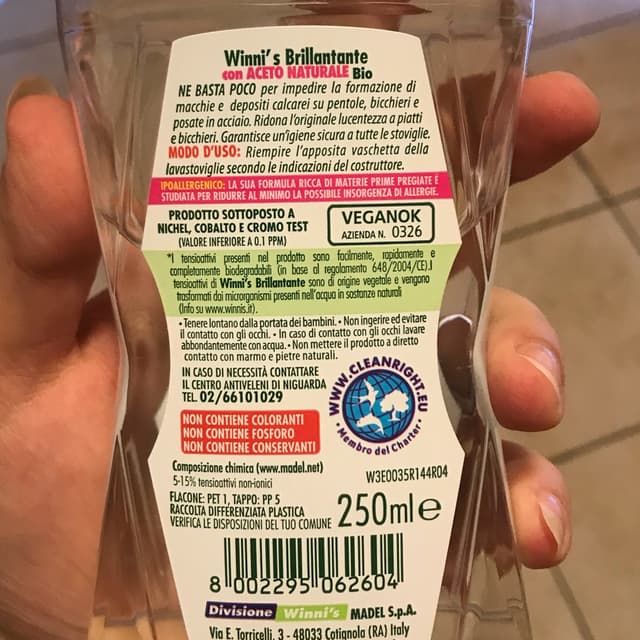 Winni's Brillantante
con ACETO NATURALE Bio
NE BASTA POCO per impedire la formazione di
macchie e depositi calcarei su pentole, bicchieri e
posate in acciaio. Ridona l'originale lucentezza a piatti
e bicchieri. Garantisce un'igiene sicura a tutte le stoviglie.
MODO D'USO: Riempire l'apposita vaschetta della
lavastoviglie secondo le indicazioni del costruttore.
IPOALLERGENICO: LA SUA FORMULA RICCA DI MATERIE PRIME PREGIATE È
STUDIATA PER RIDURRE AL MINIMO LA POSSIBILE INSORGENZA DI ALLERGIE.
PRODOTTO SOTTOPOSTO A
NICHEL, COBALTO E CROMO TEST
(VALORE INFERIORE A 0.1 PPM)
VEGANOK
AZIENDA N. 0326
*I tensioattivi presenti nel prodotto sono facilmente, rapidamente e
completamente biodegradabili (in base al regolamento 648/2004/CE).I
tensioattivi di Winni's Brillantante sono di origine vegetale e vengono
trasformati dai microrganismi presenti nell'acqua in sostanze naturali
(Info su www.winnis.it).
• Tenere lontano dalla portata dei bambini. • Non ingerire ed evitare
il contatto con gli occhi. • In caso di contatto con gli occhi lavare
abbondantemente con acqua. • Non mettere il prodotto a diretto
contatto con marmo e pietre naturali.
IN CASO DI NECESSITÀ CONTATTARE
IL CENTRO ANTIVELENI DI NIGUARDA
TEL. 02/66101029
WWW.CLEANRIGHT.EU
• Membro del Charter •
NON CONTIENE COLORANTI
NON CONTIENE FOSFORO
NON CONTIENE CONSERVANTI
Composizione chimica (www.madel.net)
5-15% tensioattivi non-ionici
W3E0035R144R04
FLACONE: PET 1, TAPPO: PP 5
RACCOLTA DIFFERENZIATA PLASTICA
VERIFICA LE DISPOSIZIONI DEL TUO COMUNE
250ml e
8 002295 062604
Divisione Winni's MADEL S.p.A.
Via E. Torricelli, 3 - 48033 Cotignola (RA) Italy